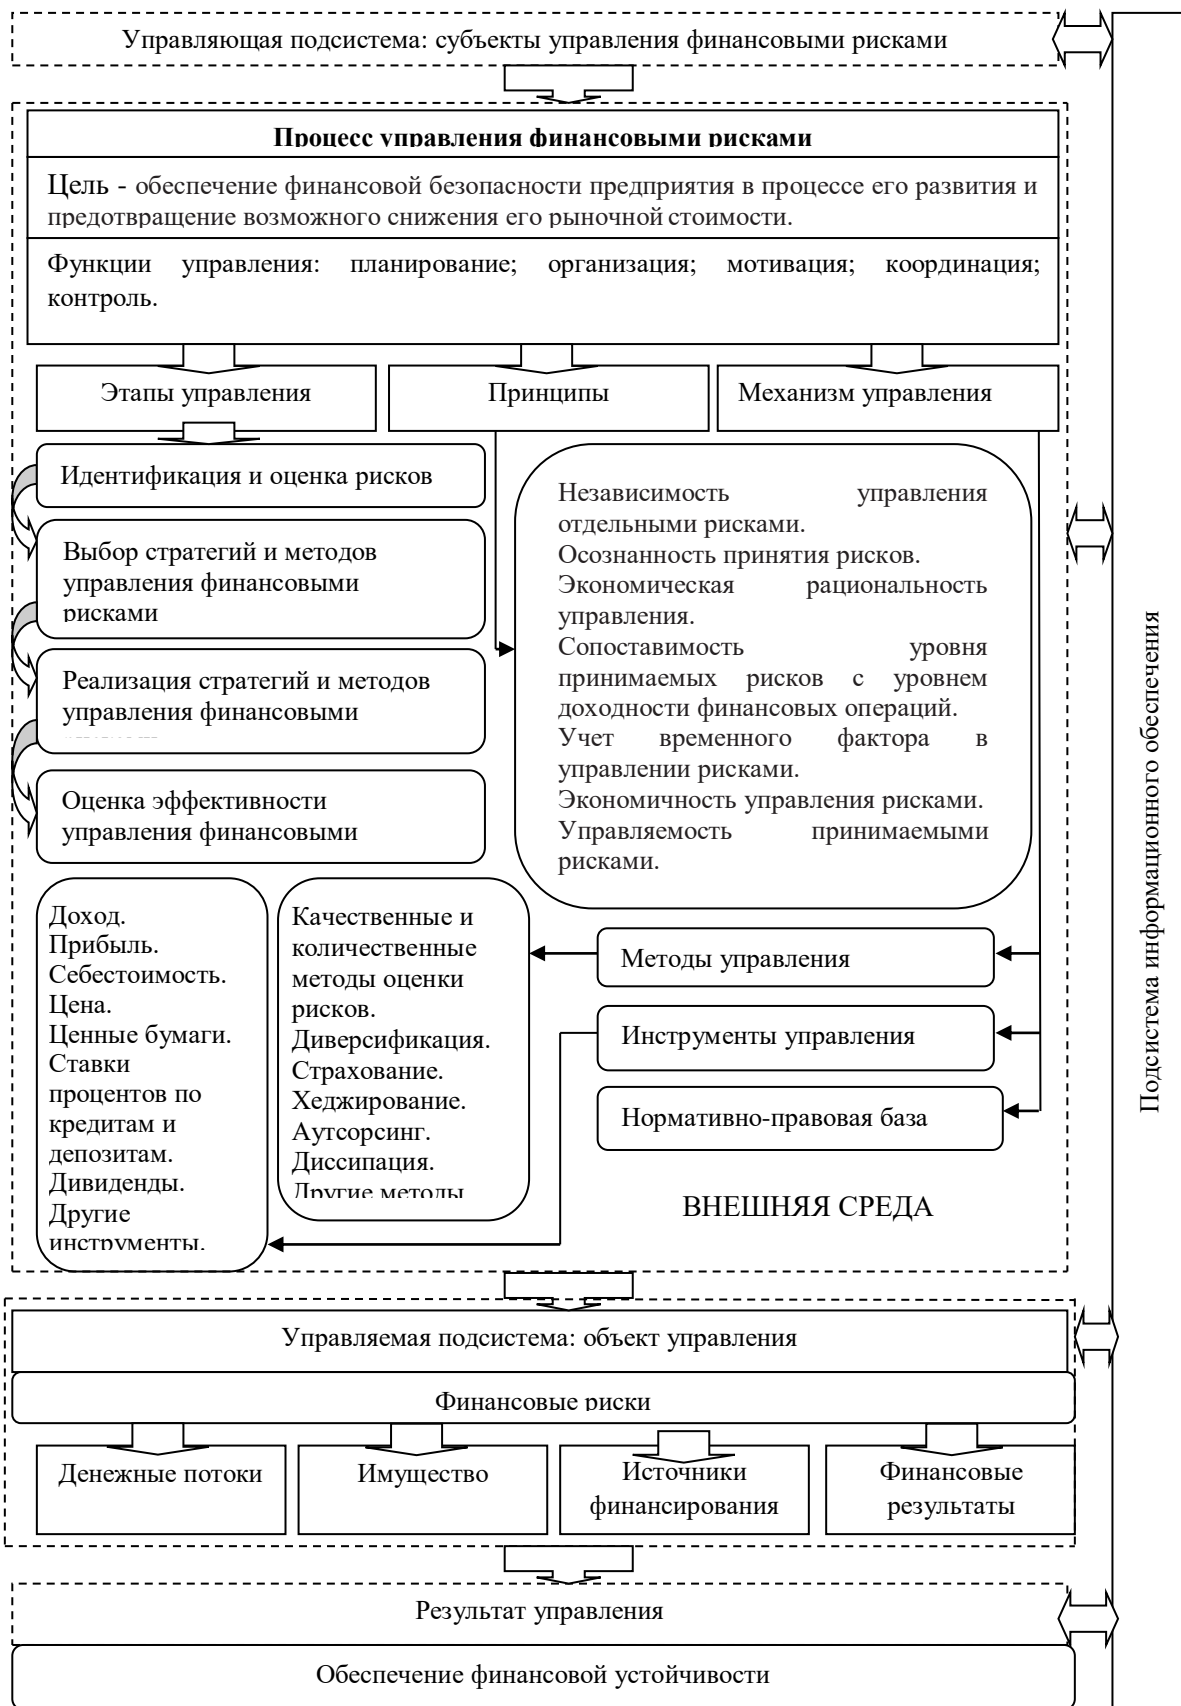 Управляющая подсистема: субъекты управления финансовыми рисками
Процесс управления финансовыми рисками
Цель - обеспечение финансовой безопасности предприятия в процессе его развития и
предотвращение возможного снижения его рыночной стоимости.
Функции управления: планирование; организация; мотивация; координация;
контроль.
Этапы управления
Принципы
Механизм управления
Идентификация и оценка рисков
Выбор стратегий и методов
управления финансовыми
рисками
Реализация стратегий и методов
управления финансовыми
Оценка эффективности
управления финансовыми
Независимость управления
отдельными рисками.
Осознанность принятия рисков.
Экономическая рациональность
управления.
Сопоставимость уровня
принимаемых рисков с уровнем
доходности финансовых операций.
Учет временного фактора в
управлении рисками.
Экономичность управления рисками.
Управляемость принимаемыми
рисками.
Доход.
Прибыль.
Себестоимость.
Цена.
Ценные бумаги.
Ставки
процентов по
кредитам и
депозитам.
Дивиденды.
Другие
инструменты.
Качественные и
количественные
методы оценки
рисков.
Диверсификация.
Страхование.
Хеджирование.
Аутсорсинг.
Диссипация.
Другие методы
Методы управления
Инструменты управления
Нормативно-правовая база
ВНЕШНЯЯ СРЕДА
Управляемая подсистема: объект управления
Финансовые риски
Денежные потоки
Имущество
Источники
финансирования
Финансовые
результаты
Результат управления
Обеспечение финансовой устойчивости
Подсистема информационного обеспечения